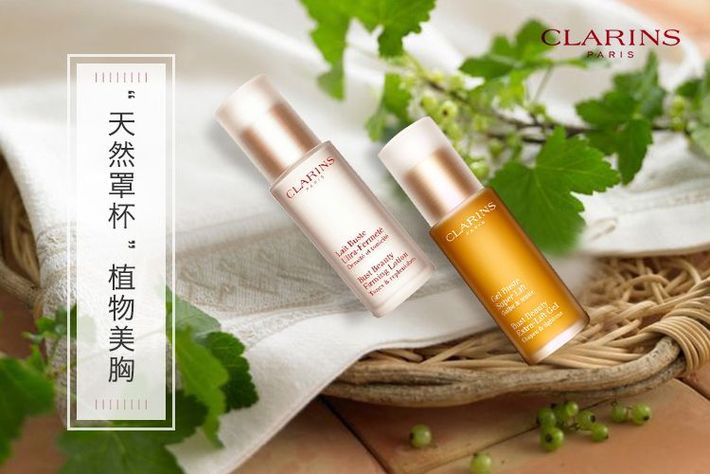 CLARINS
PARIS
“天然罩杯”植物美胸
CLARINS
PARIS
Lait Buste
Ultra-Fermeté
Bust Beauty
Firming Lotion
CLARINS
PARIS
Gel Buste
Super Lift
Bust Beauty
Extra-Lift Gel